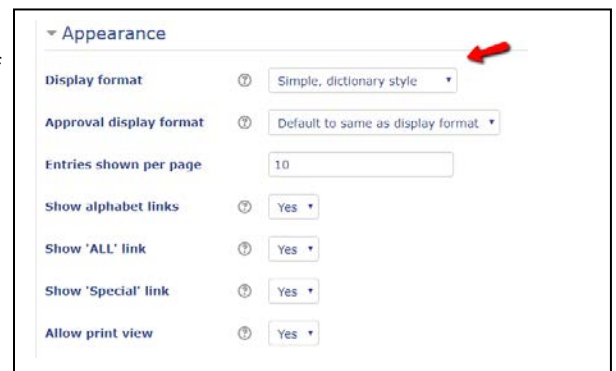 Appearance
Display format Simple, dictionary style
Approval display format Default to same as display format
Entries shown per page 10
Show alphabet links Yes
Show 'ALL' link Yes
Show 'Special' link Yes
Allow print view Yes